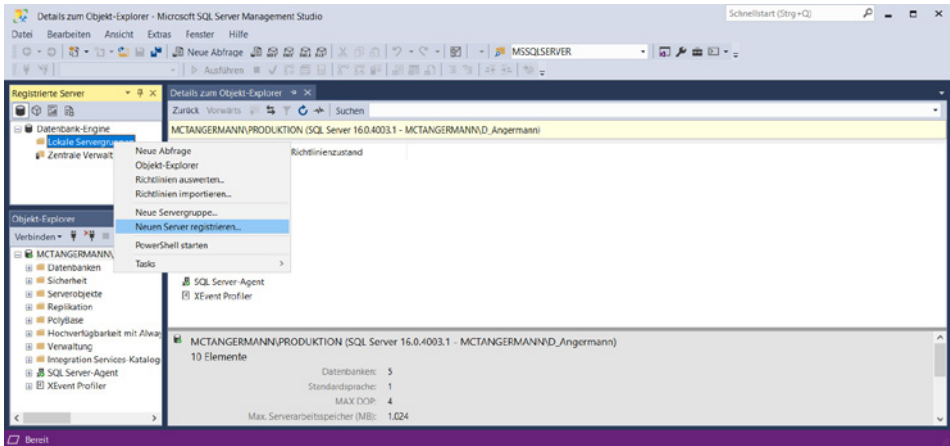 Details zum Objekt-Explorer - Microsoft SQL Server Management Studio
Schnellstart (Strg+Q)
Datei Bearbeiten Ansicht Extras Fenster Hilfe
Neue Abfrage
MSSQLSERVER
Ausführen
Registrierte Server
Details zum Objekt-Explorer
Zurück Vorwärts
Suchen
Datenbank-Engine
Lokale Servergruppen
Zentrale Verwalt
MCTANGERMANN\PRODUKTION (SQL Server 16.0.4003.1 - MCTANGERMANN\D_Angermann)
Richtlinienzustand
Neue Abfrage
Objekt-Explorer
Richtlinien auswerten...
Richtlinien importieren...
Neue Servergruppe...
Neuen Server registrieren...
PowerShell starten
Tasks
Objekt-Explorer
Verbinden
MCTANGERMANN\
Datenbanken
Sicherheit
Serverobjekte
Replikation
PolyBase
Hochverfügbarkeit mit Alway
Verwaltung
Integration Services-Katalog
SQL Server-Agent
XEvent Profiler
SQL Server-Agent
XEvent Profiler
MCTANGERMANN\PRODUKTION (SQL Server 16.0.4003.1 - MCTANGERMANN\D_Angermann)
10 Elemente
Datenbanken: 5
Standardsprache: 1
MAX DOP: 4
Max. Serverarbeitsspeicher (MB): 1.024
Bereit